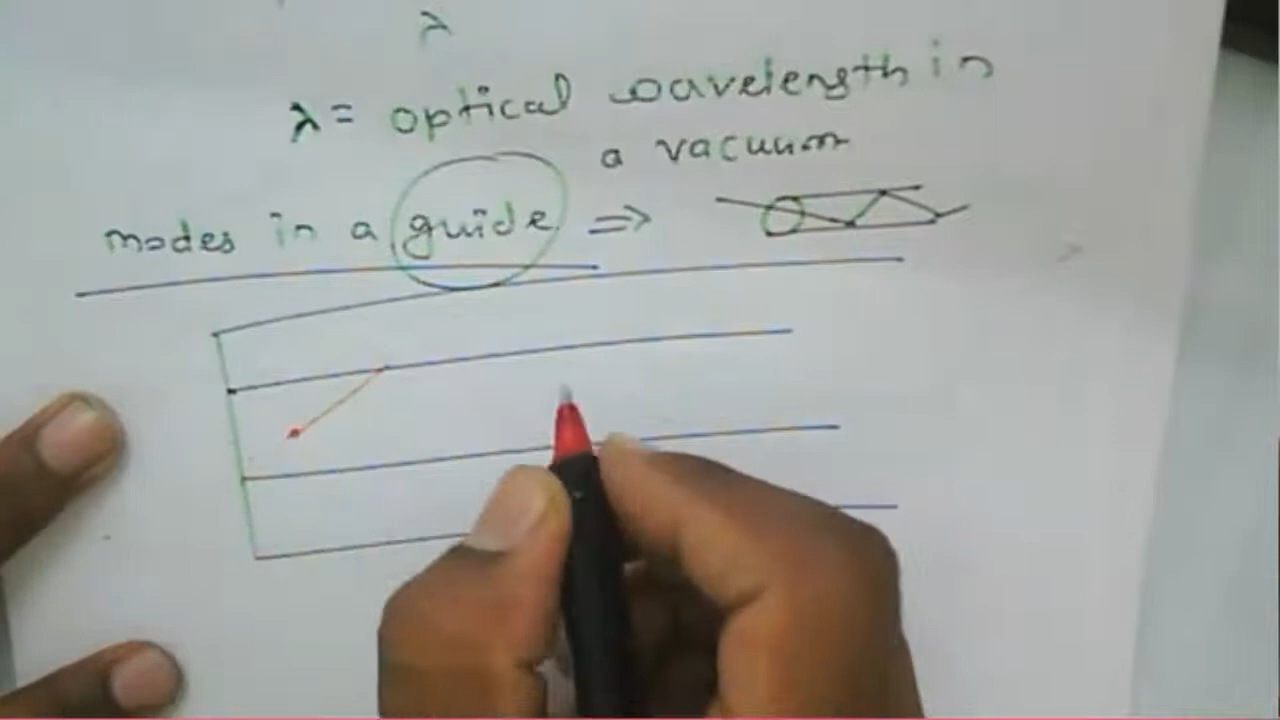 λ
λ = optical wavelength in
a vacuum
modes in a guide ⇒